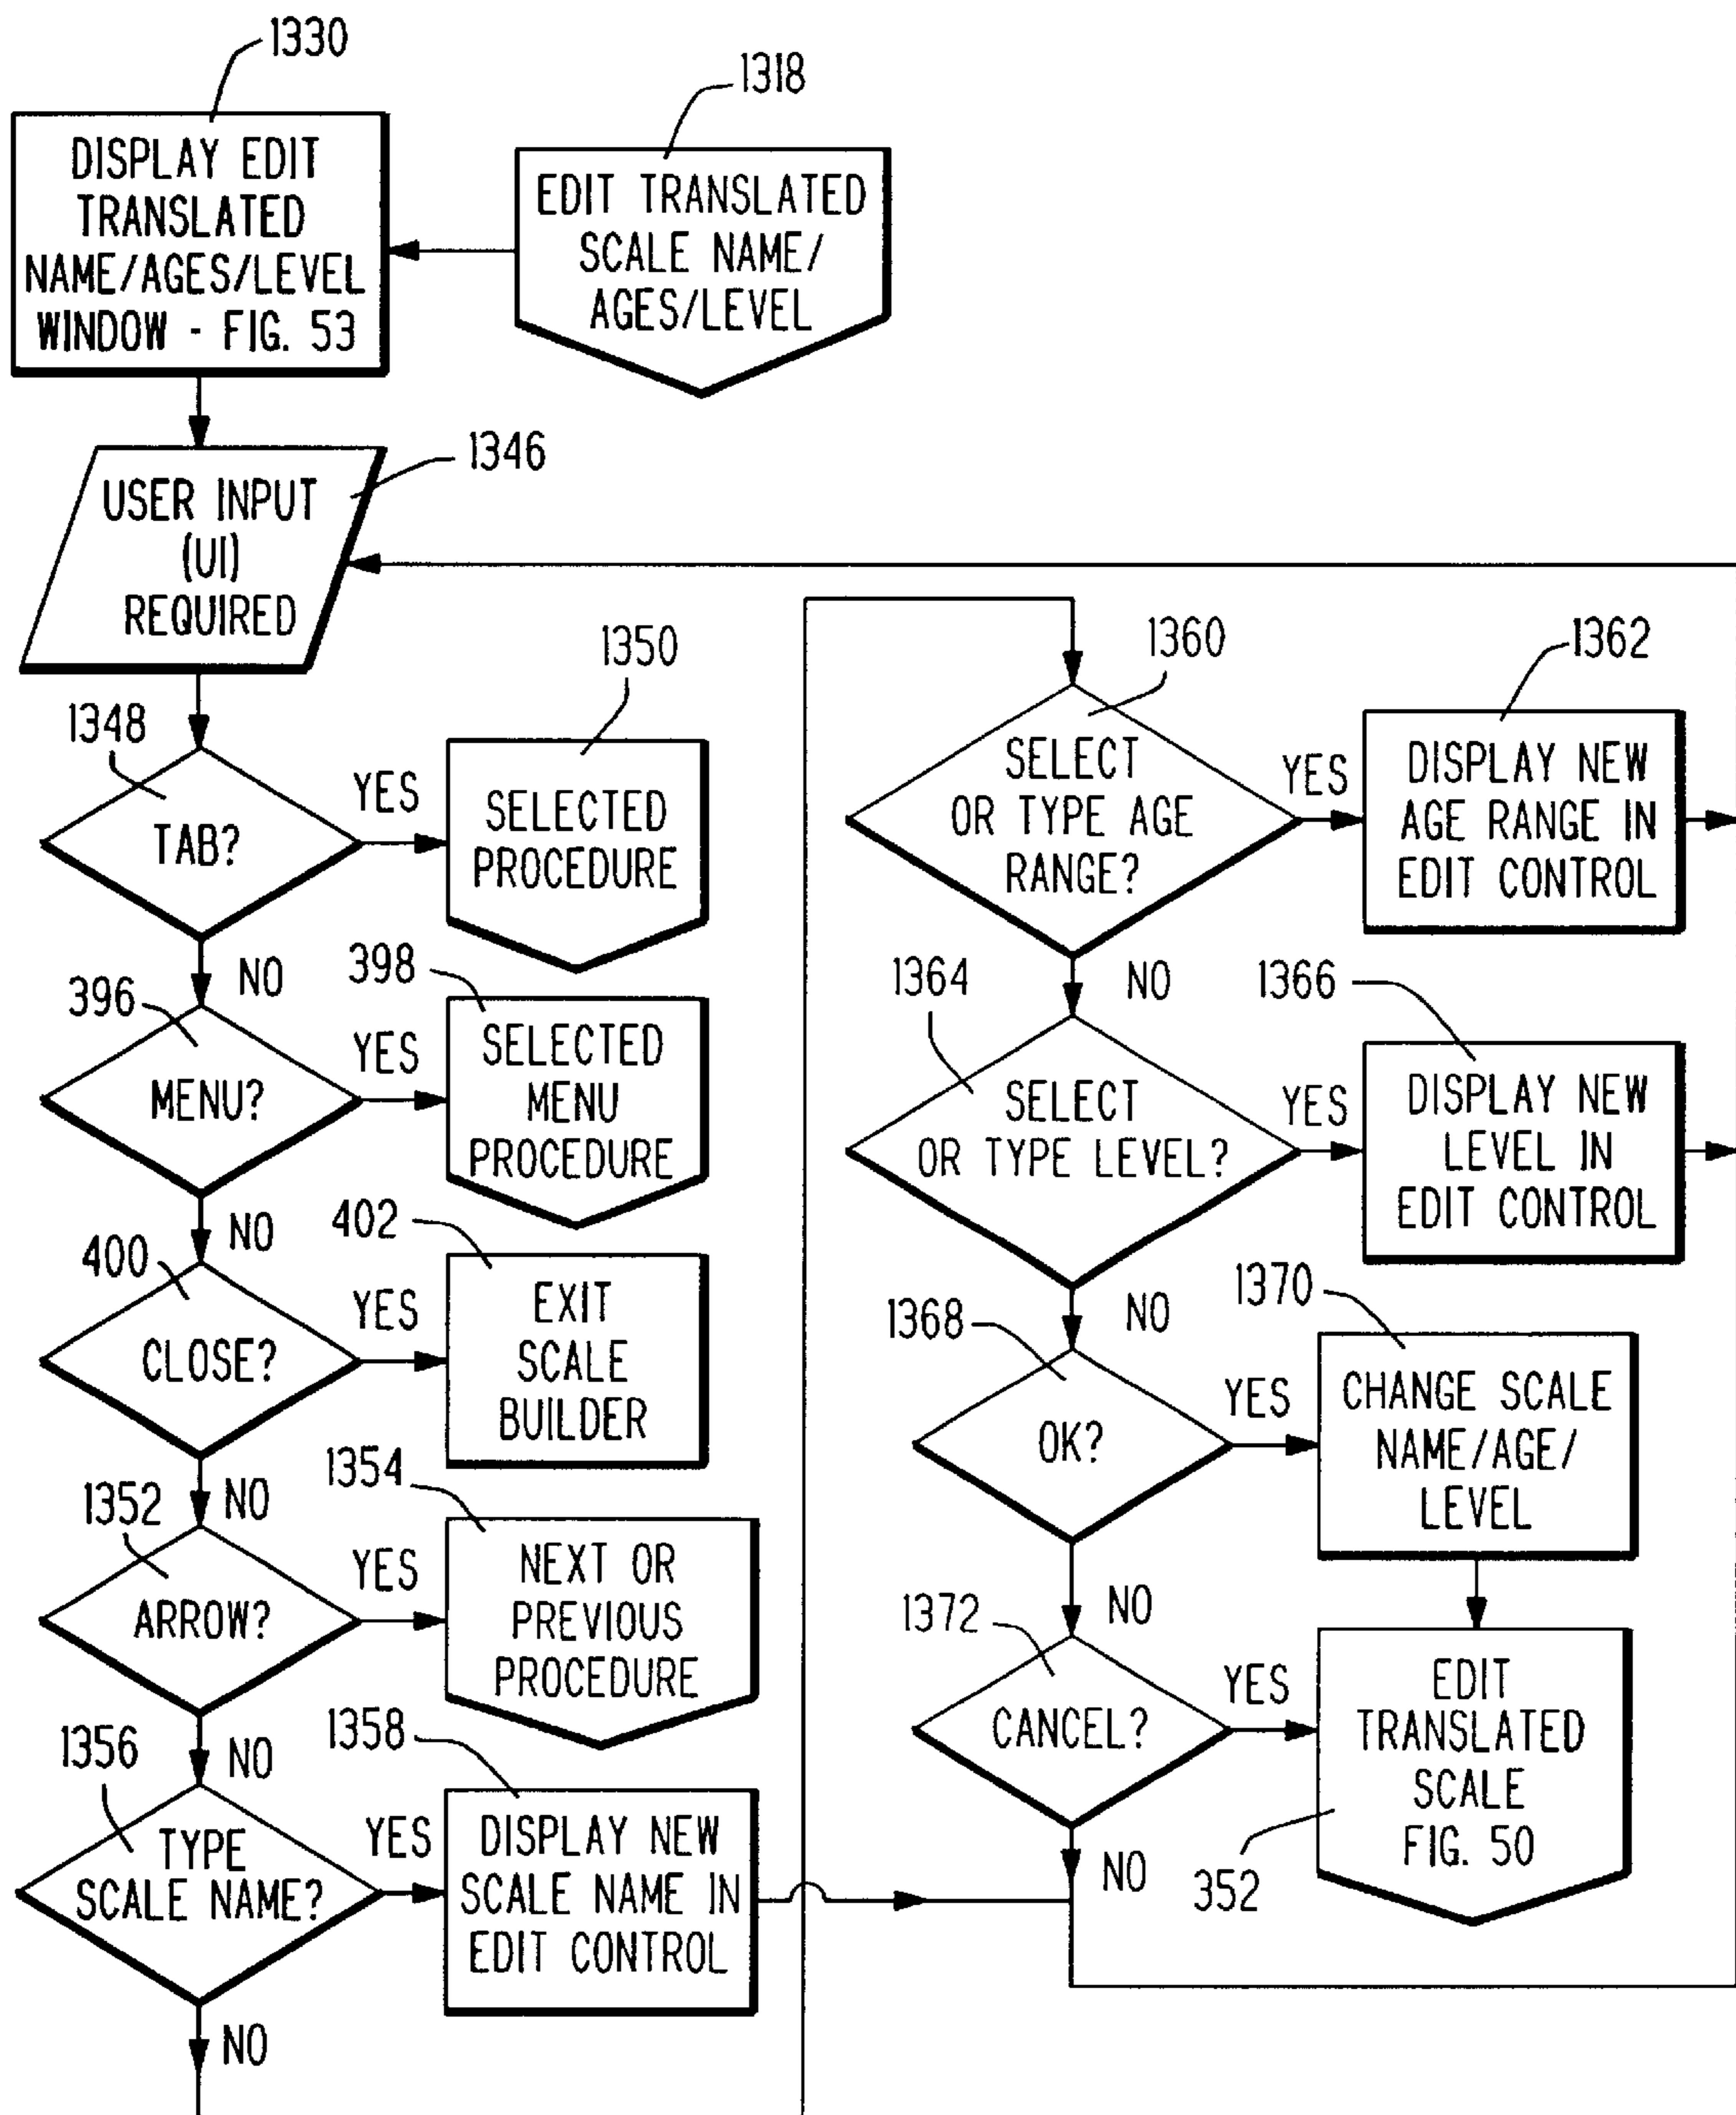 1330
DISPLAY EDIT
TRANSLATED
NAME/AGES/LEVEL
WINDOW - FIG. 53
1318
EDIT TRANSLATED
SCALE NAME/
AGES/LEVEL
1346
USER INPUT
(UI)
REQUIRED
1348
TAB?
YES
1350
SELECTED
PROCEDURE
NO
396
MENU?
YES
398
SELECTED
MENU
PROCEDURE
NO
400
CLOSE?
YES
402
EXIT
SCALE
BUILDER
NO
1352
ARROW?
YES
1354
NEXT OR
PREVIOUS
PROCEDURE
NO
1356
TYPE
SCALE NAME?
YES
1358
DISPLAY NEW
SCALE NAME IN
EDIT CONTROL
NO
1360
SELECT
OR TYPE AGE
RANGE?
YES
1362
DISPLAY NEW
AGE RANGE IN
EDIT CONTROL
NO
1364
SELECT
OR TYPE LEVEL?
YES
1366
DISPLAY NEW
LEVEL IN
EDIT CONTROL
NO
1368
OK?
YES
1370
CHANGE SCALE
NAME/AGE/
LEVEL
NO
1372
CANCEL?
YES
EDIT
TRANSLATED
SCALE
FIG. 50
352
NO